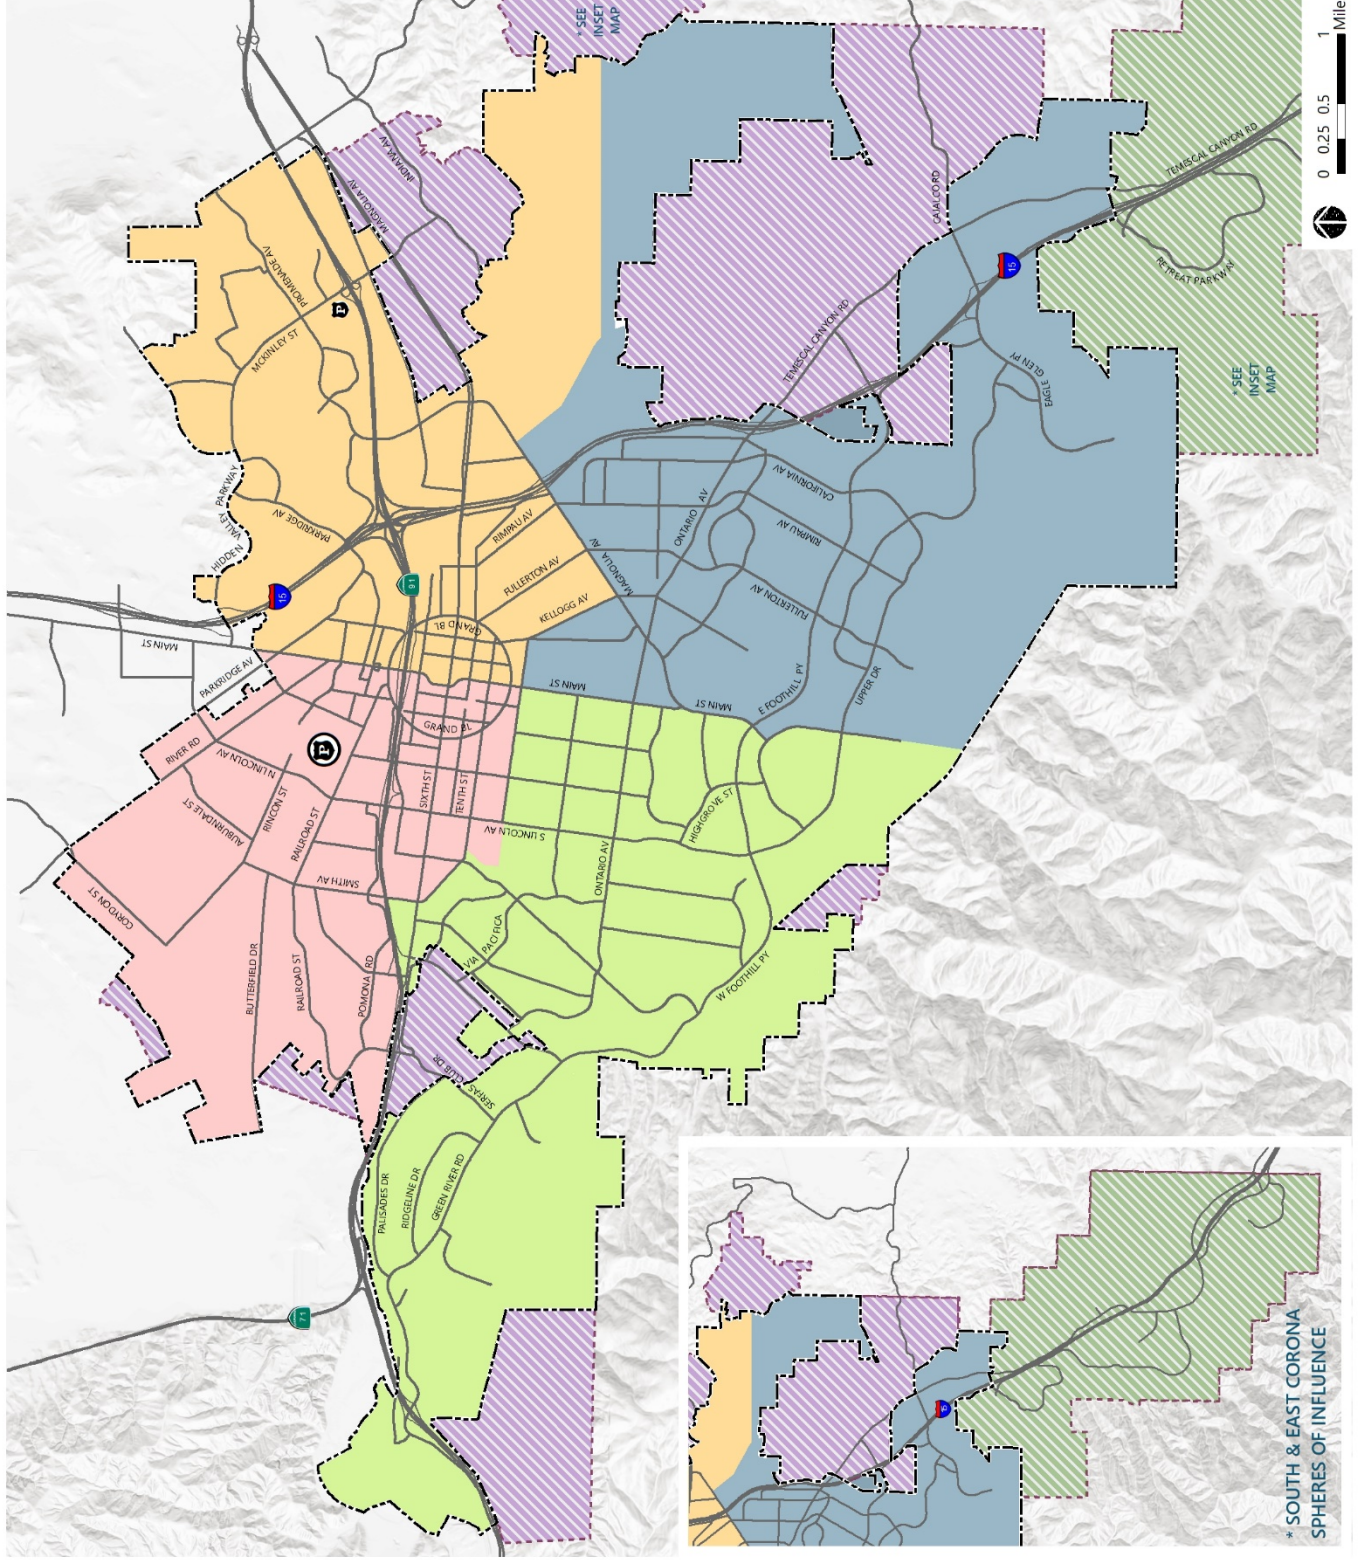 * SEE
INSET
MAP
0 0.25 0.5 1
Mile
INDIANA AV
MAGNOLIA AV
PROMENADE AV
MCKINLEY ST
P
HIDDEN VALLEY PARKWAY
PARKRIDGE AV
15
91
MAIN ST
PARKRIDGE AV
RIVER RD
N LINCOLN AV
AUBURNDALE ST
RINCON ST
RAILROAD ST
P
CORYDON ST
SMITH AV
BUTTERFIELD DR
RAILROAD ST
POMONA RD
GRAND BL
GRAND BL
SIXTH ST
TENTH ST
RIMPAU AV
FULLERTON AV
KELLOGG AV
MAGNOLIA AV
ONTARIO AV
CALIFORNIA AV
RIMPAU AV
FULLERTON AV
E FOOTHILL PY
UPPER DR
MAIN ST
MAIN ST
HIGHGROVE ST
S LINCOLN AV
ONTARIO AV
VIA PACIFICA
W FOOTHILL PY
SERFAS CLUB DR
PALISADES DR
RIDGELINE DR
GREEN RIVER RD
71
CAJALCO RD
TEMESCAL CANYON RD
TEMESCAL CANYON RD
15
EAGLE GLEN PY
RETREAT PARKWAY
* SEE
INSET
MAP
15
* SOUTH & EAST CORONA
SPHERES OF INFLUENCE